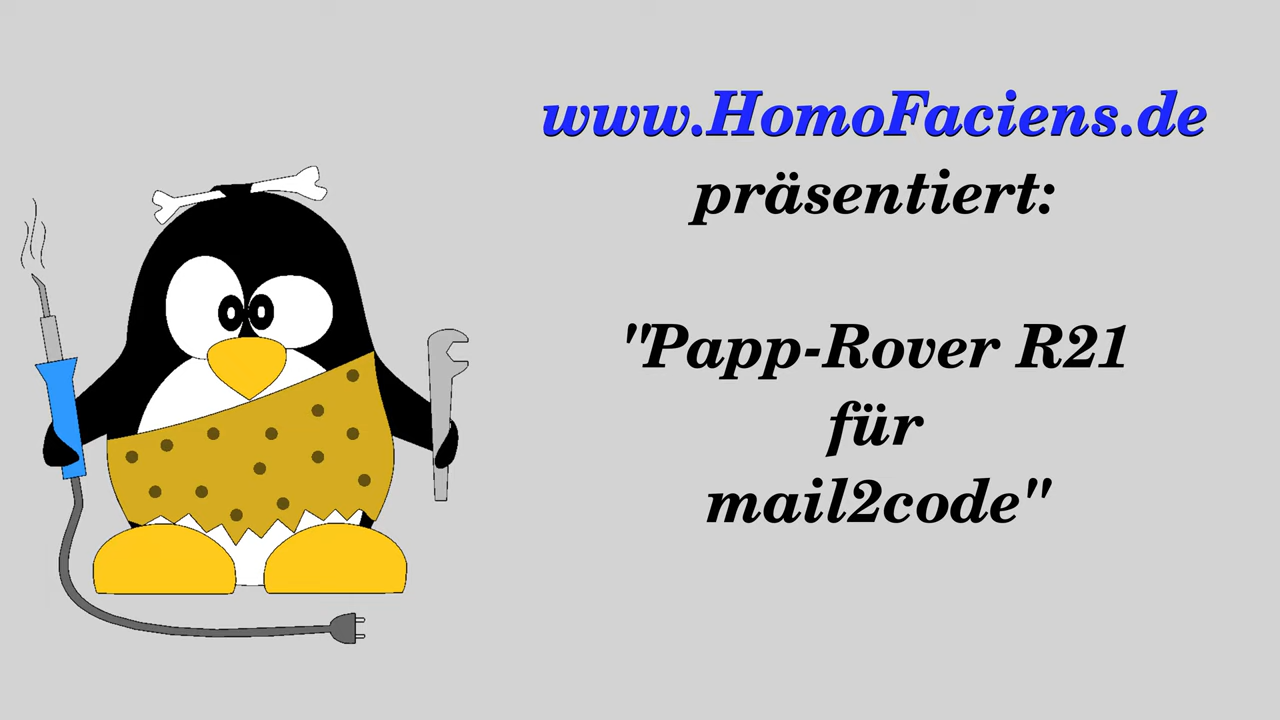 www.HomoFaciens.de
präsentiert:
"Papp-Rover R21
für
mail2code"